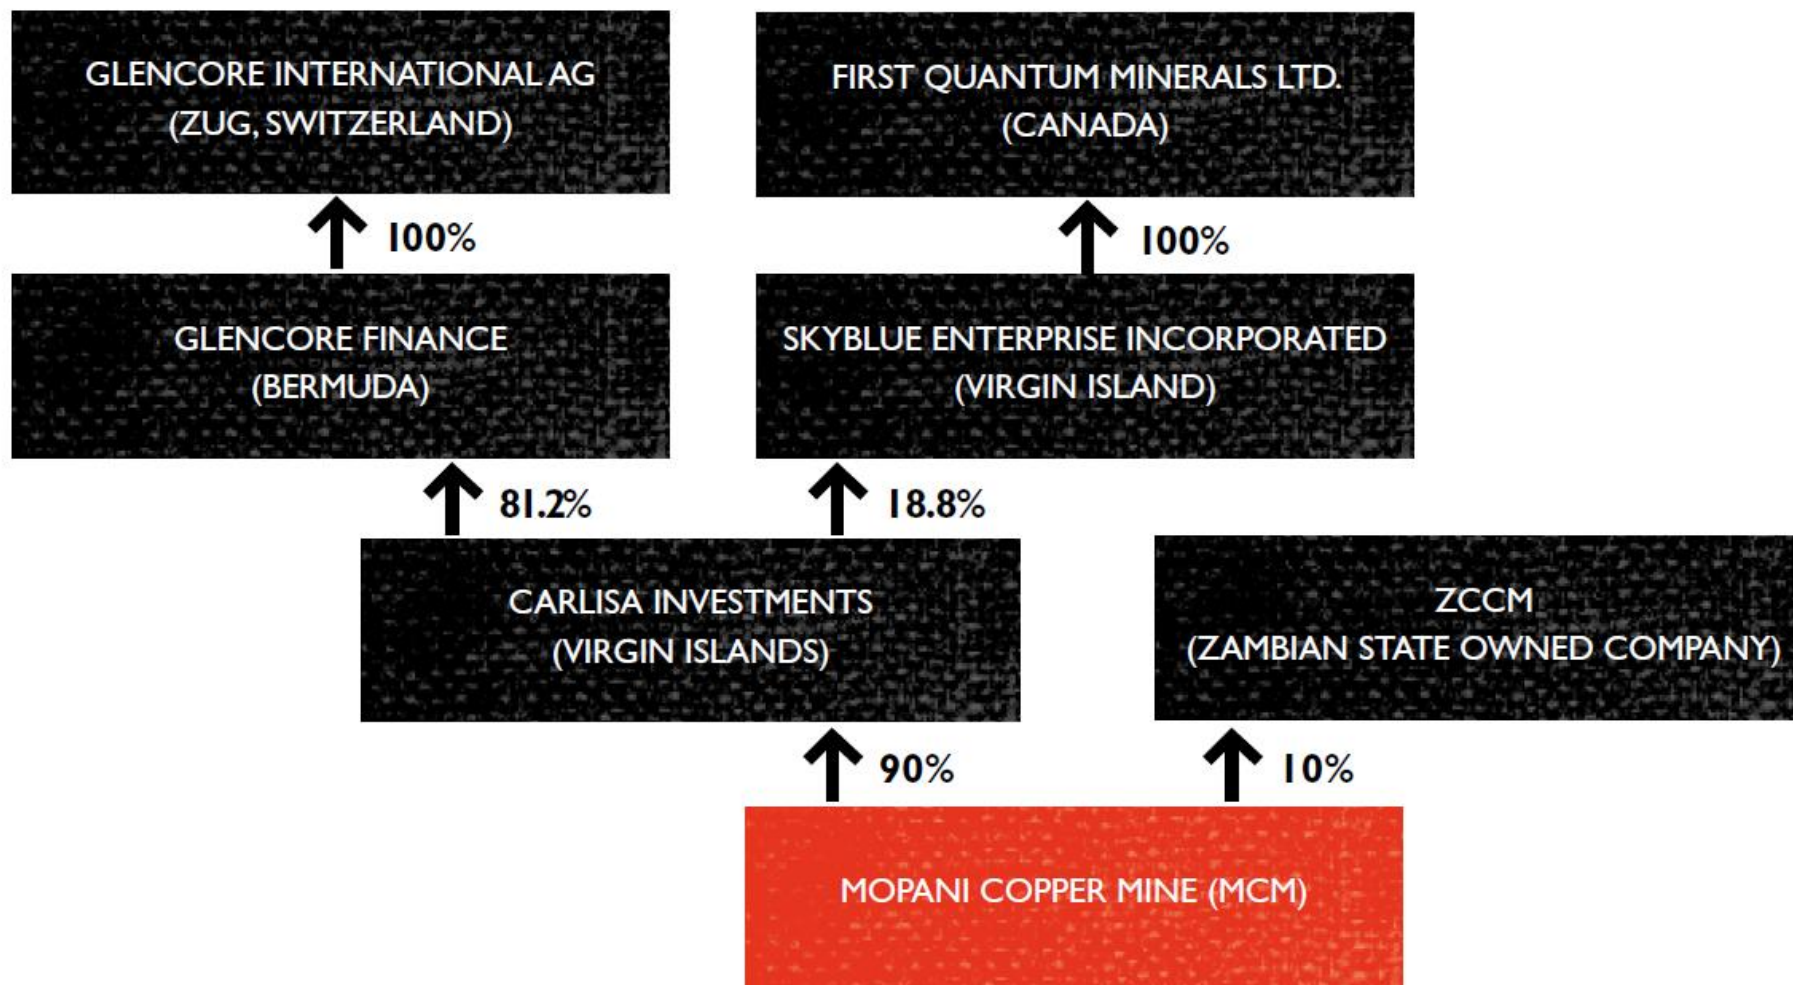 GLENCORE INTERNATIONAL AG
(ZUG, SWITZERLAND)
FIRST QUANTUM MINERALS LTD.
(CANADA)
100%
100%
GLENCORE FINANCE
(BERMUDA)
SKYBLUE ENTERPRISE INCORPORATED
(VIRGIN ISLAND)
81.2%
18.8%
CARLISA INVESTMENTS
(VIRGIN ISLANDS)
ZCCM
(ZAMBIAN STATE OWNED COMPANY)
90%
10%
MOPANI COPPER MINE (MCM)